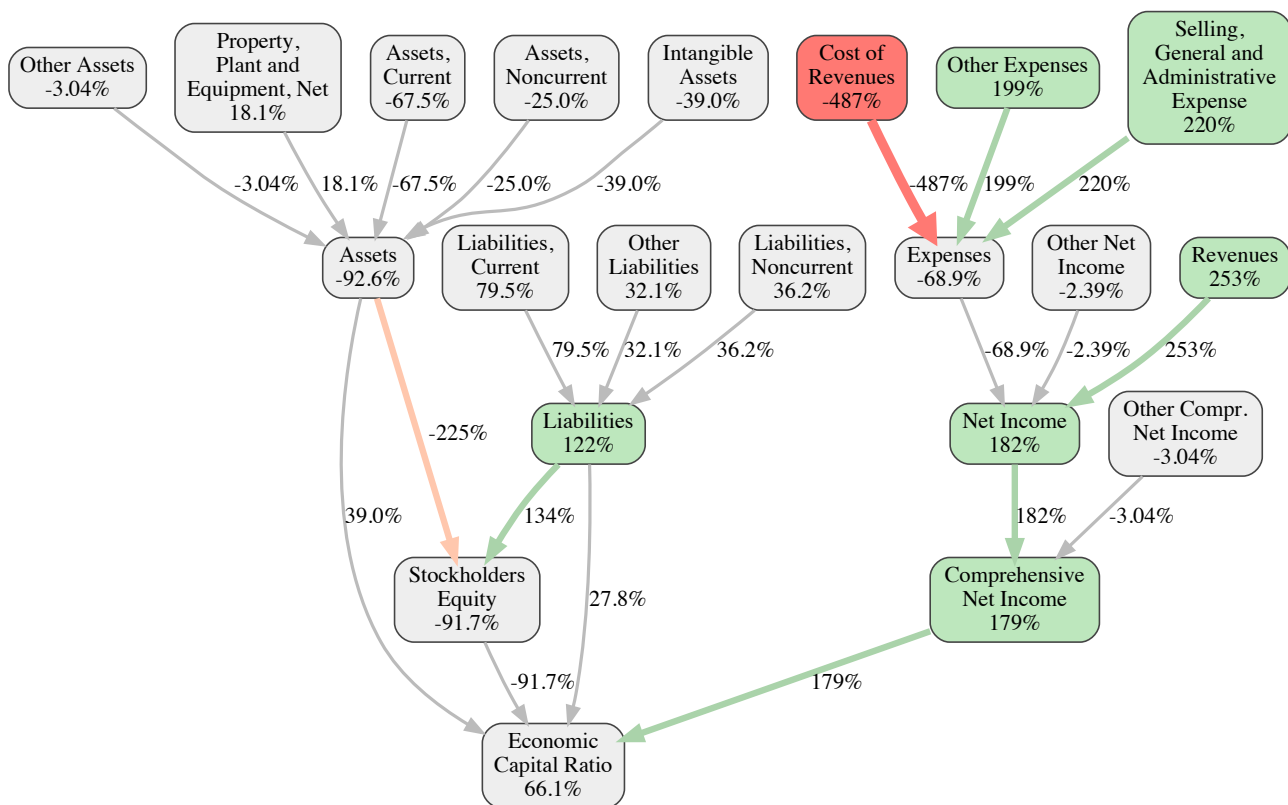 Other Assets
-3.04%
Property,
Plant and
Equipment, Net
18.1%
Assets,
Current
-67.5%
Assets,
Noncurrent
-25.0%
Intangible
Assets
-39.0%
Cost of
Revenues
-487%
Other Expenses
199%
Selling,
General and
Administrative
Expense
220%
-3.04%
18.1%
-67.5%
-25.0%
-39.0%
-487%
199%
220%
Assets
-92.6%
Liabilities,
Current
79.5%
Other
Liabilities
32.1%
Liabilities,
Noncurrent
36.2%
Expenses
-68.9%
Other Net
Income
-2.39%
Revenues
253%
79.5%
32.1%
36.2%
-68.9%
-2.39%
253%
-225%
Liabilities
122%
Net Income
182%
Other Compr.
Net Income
-3.04%
39.0%
134%
182%
-3.04%
Stockholders
Equity
-91.7%
27.8%
Comprehensive
Net Income
179%
-91.7%
179%
Economic
Capital Ratio
66.1%